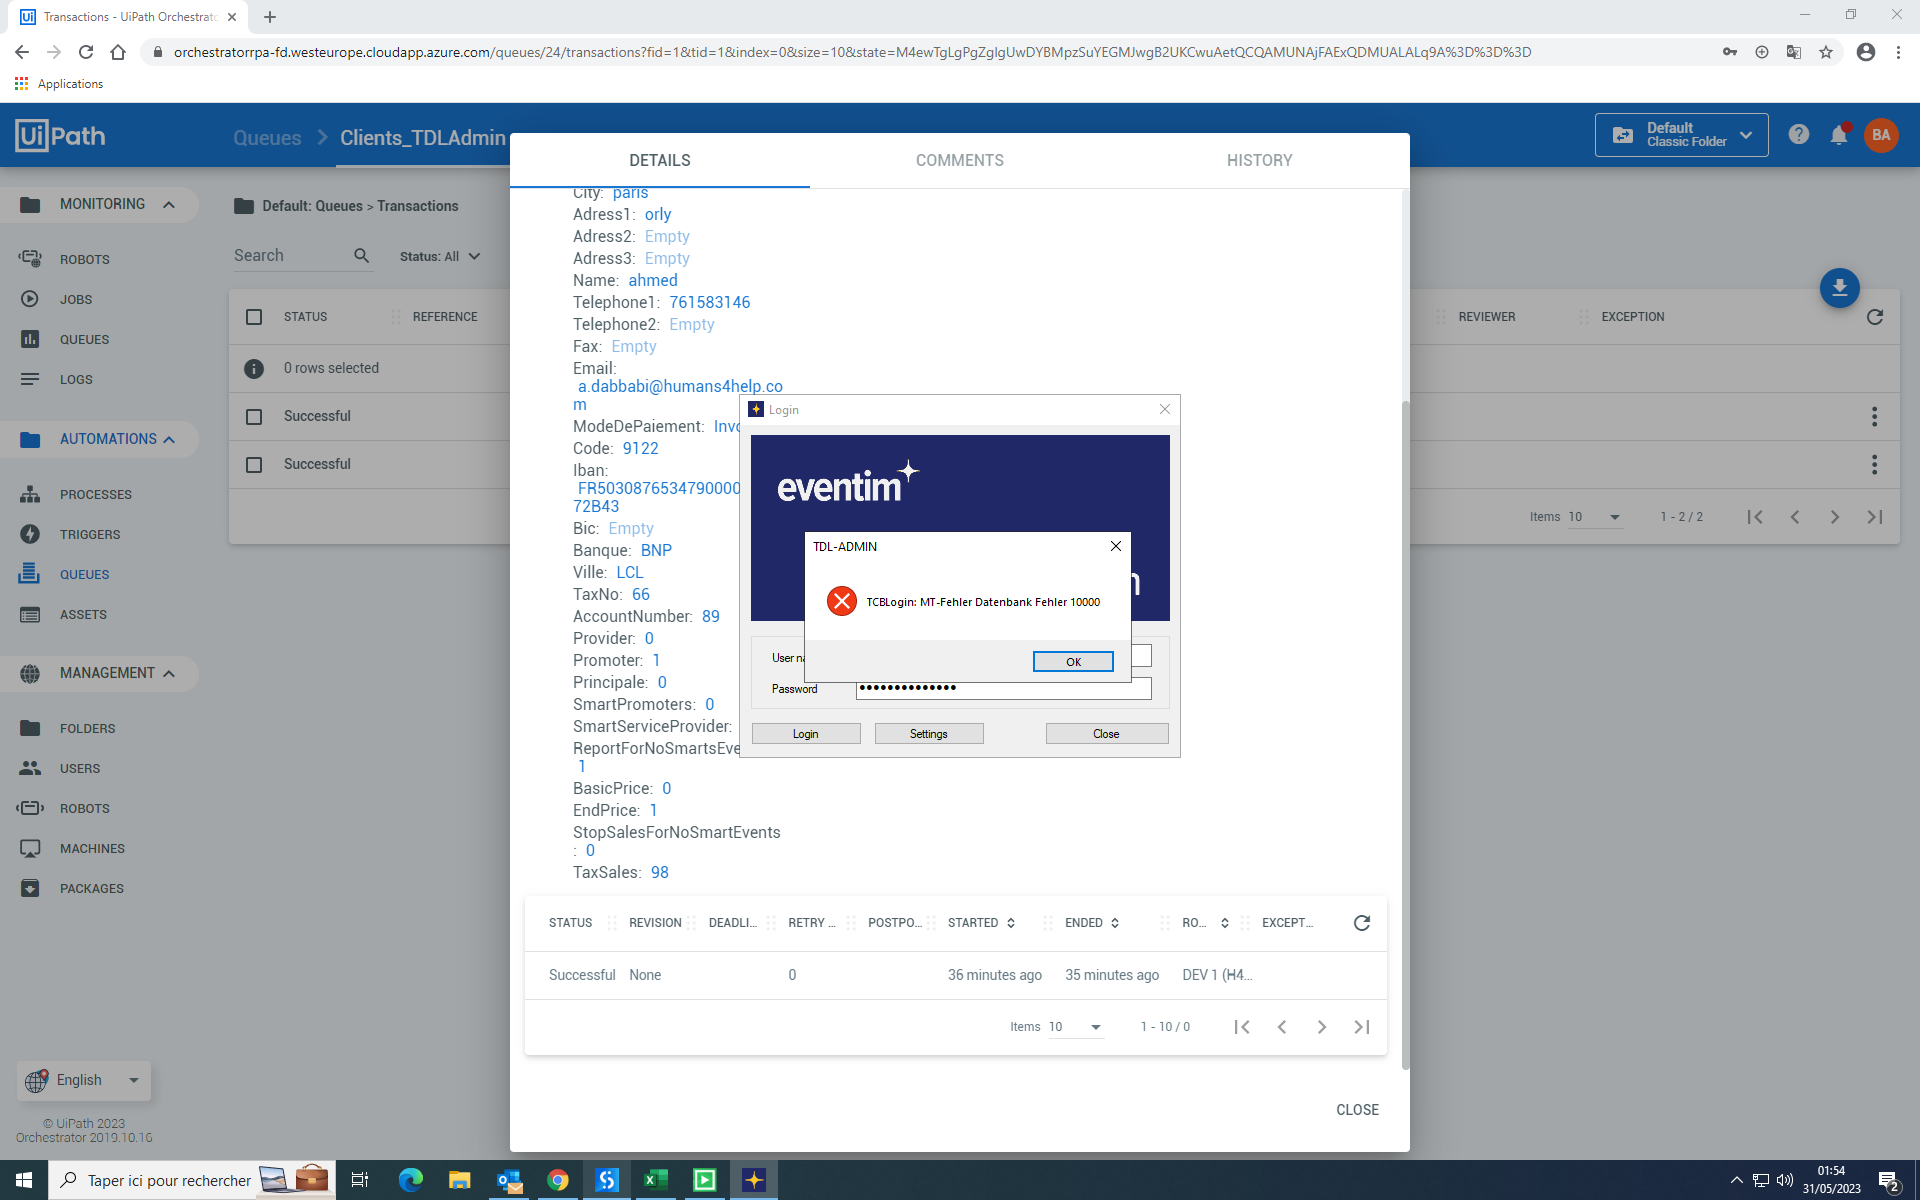 Transactions - UiPath Orchestrato
orchestratorrpa-fd.westeurope.cloudapp.azure.com/queues/24/transactions?fid=1&tid=1&index=0&size=10&state=M4ewTgLgPgZglgUwDYBMpzSuYEGMJwgB2UKCwuAetQCQAMUNAjFAExQDMUALALq9A%3D%3D%3D
Applications
UiPath
Queues > Clients_TDLAdmin
Default
Classic Folder
BA
MONITORING
ROBOTS
JOBS
QUEUES
LOGS
AUTOMATIONS
PROCESSES
TRIGGERS
QUEUES
ASSETS
MANAGEMENT
FOLDERS
USERS
ROBOTS
MACHINES
PACKAGES
English
© UiPath 2023
Orchestrator 2019.10.16
Default: Queues > Transactions
Search
Status: All
STATUS REFERENCE REVIEWER EXCEPTION
0 rows selected
Successful
Successful
Items 10 1 - 2 / 2
DETAILS COMMENTS HISTORY
City: paris
Adress1: orly
Adress2: Empty
Adress3: Empty
Name: ahmed
Telephone1: 761583146
Telephone2: Empty
Fax: Empty
Email:
a.dabbabi@humans4help.co
m
ModeDePaiement: Invo
Code: 9122
Iban:
FR5030876534790000
72B43
Bic: Empty
Banque: BNP
Ville: LCL
TaxNo: 66
AccountNumber: 89
Provider: 0
Promoter: 1
Principale: 0
SmartPromoters: 0
SmartServiceProvider:
ReportForNoSmartsEve
1
BasicPrice: 0
EndPrice: 1
StopSalesForNoSmartEvents
: 0
TaxSales: 98
STATUS REVISION DEADLI... RETRY ... POSTPO... STARTED ENDED RO... EXCEPT...
Successful None 0 36 minutes ago 35 minutes ago DEV 1 (H4...
Items 10 1 - 10 / 0
CLOSE
Login
eventim
TDL-ADMIN
TCBLogin: MT-Fehler Datenbank Fehler 10000
OK
User na
Password ••••••••••••••
Login Settings Close
Taper ici pour rechercher
01:54
31/05/2023
2